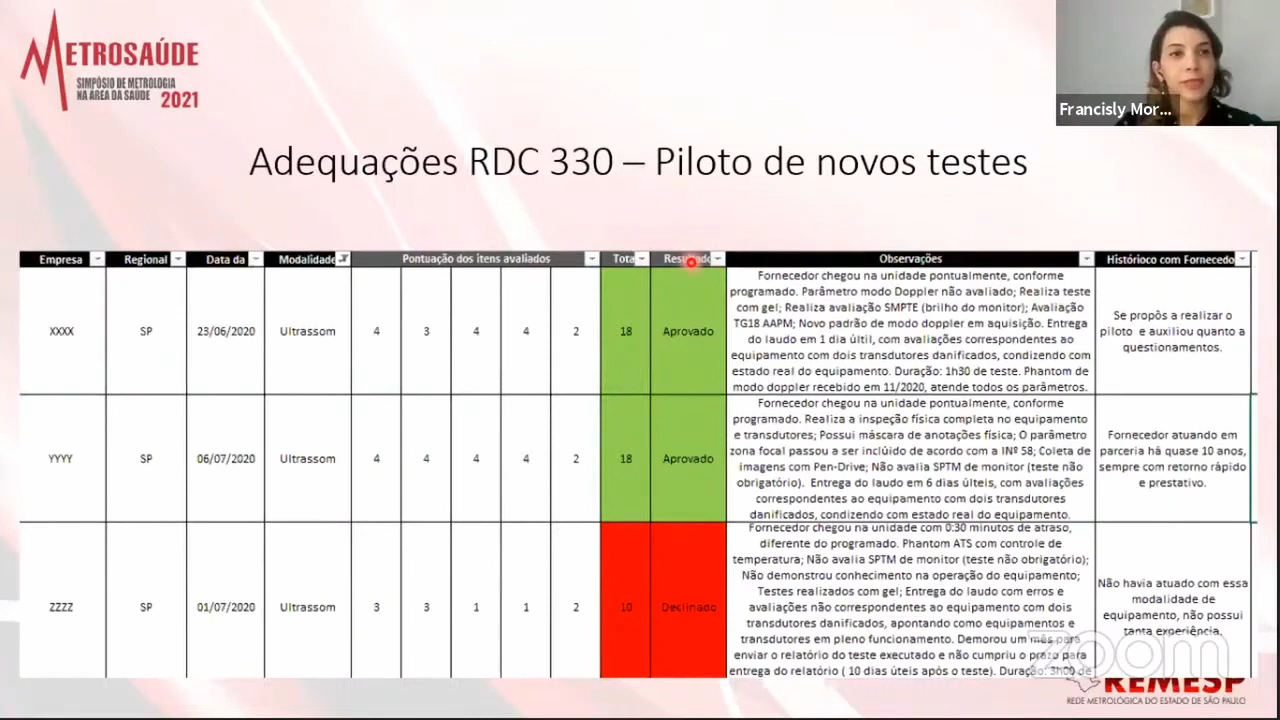 METROSAÚDE
SIMPÓSIO DE METROLOGIA
NA ÁREA DA SAÚDE 2021
Francisly Mor...
Adequações RDC 330 – Piloto de novos testes
Empresa Regional Data da Modalidade Pontuação dos itens avaliados Tota Resultado Observações Histórioco com Fornecedo
XXXX SP 23/06/2020 Ultrassom 4 3 4 4 2 18 Aprovado
Fornecedor chegou na unidade pontualmente, conforme
programado. Parâmetro modo Doppler não avaliado; Realiza teste
com gel; Realiza avaliação SMPTE (brilho do monitor); Avaliação
TG18 AAPM; Novo padrão de modo doppler em aquisição. Entrega
do laudo em 1 dia últil, com avaliações correspondentes ao
equipamento com dois transdutores danificados, condizendo com
estado real do equipamento. Duração: 1h30 de teste. Phantom de
modo doppler recebido em 11/2020, atende todos os parâmetros.
Se propôs a realizar o
piloto e auxiliou quanto a
questionamentos.
YYYY SP 06/07/2020 Ultrassom 4 4 4 4 2 18 Aprovado
Fornecedor chegou na unidade pontualmente, conforme
programado. Realiza a inspeção física completa no equipamento
e transdutores; Possui máscara de anotações física; O parâmetro
zona focal passou a ser inclúido de acordo com a INº 58; Coleta de
imagens com Pen-Drive; Não avalia SPTM de monitor (teste não
obrigatório). Entrega do laudo em 6 dias últeis, com avaliações
correspondentes ao equipamento com dois transdutores
danificados, condizendo com estado real do equipamento.
Fornecedor atuando em
parceria há quase 10 anos,
sempre com retorno rápido
e prestativo.
ZZZZ SP 01/07/2020 Ultrassom 3 3 1 1 2 10 Declinado
Fornecedor chegou na unidade com 0:30 minutos de atraso,
diferente do programado. Phantom ATS com controle de
temperatura; Não avalia SPTM de monitor (teste não obrigatório);
Não demonstrou conhecimento na operação do equipamento;
Testes realizados com gel; Entrega do laudo com erros e
avaliações não correspondentes ao equipamento com dois
transdutores danificados, apontando como equipamentos e
transdutores em pleno funcionamento. Demorou um mês para
enviar o relatório do teste executado e não cumpriu o prazo para
entrega do relatório ( 10 dias úteis após o teste). Duração: 3h00 de
Não havia atuado com essa
modalidade de
equipamento, não possui
tanta experiência.
zoom
REMESP
REDE METROLÓGICA DO ESTADO DE SÃO PAULO